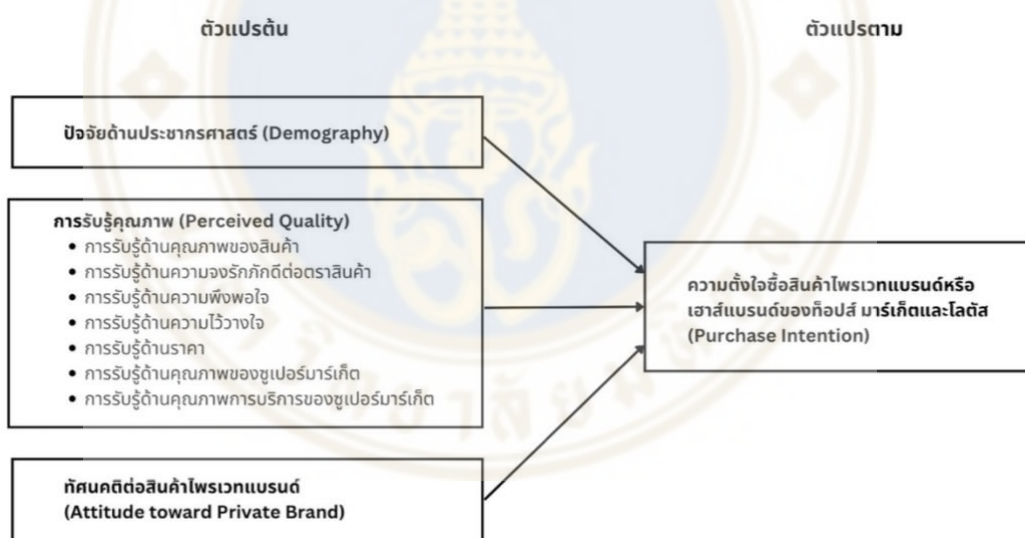 ตัวแปรต้น
ตัวแปรตาม
ปัจจัยด้านประชากรศาสตร์ (Demography)
การรับรู้คุณภาพ (Perceived Quality)
• การรับรู้ด้านคุณภาพของสินค้า
• การรับรู้ด้านความจงรักภักดีต่อตราสินค้า
• การรับรู้ด้านความพึงพอใจ
• การรับรู้ด้านความไว้วางใจ
• การรับรู้ด้านราคา
• การรับรู้ด้านคุณภาพของซูเปอร์มาร์เก็ต
• การรับรู้ด้านคุณภาพการบริการของซูเปอร์มาร์เก็ต
ทัศนคติต่อสินค้าไพรเวทแบรนด์
(Attitude toward Private Brand)
ความตั้งใจซื้อสินค้าไพรเวทแบรนด์หรือ
เฮาส์แบรนด์ของท็อปส์ มาร์เก็ตและโลตัส
(Purchase Intention)